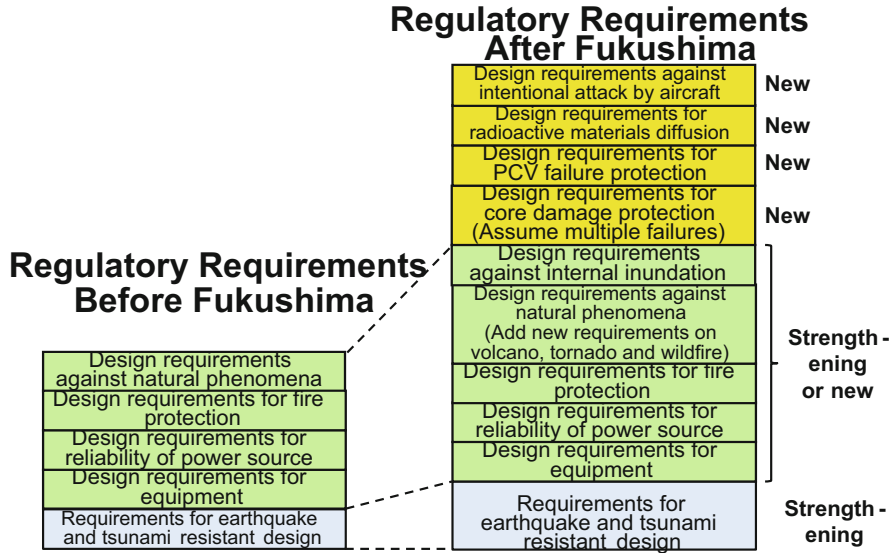 Regulatory Requirements
After Fukushima
Design requirements against
intentional attack by aircraft
New
Design requirements for
radioactive materials diffusion
New
Design requirements for
PCV failure protection
New
Design requirements for
core damage protection
(Assume multiple failures)
New
Design requirements
against internal inundation
Design requirements against
natural phenomena
(Add new requirements on
volcano, tornado and wildfire)
Design requirements for fire
protection
Design requirements for
reliability of power source
Design requirements for
equipment
Strength -
ening
or new
Requirements for
earthquake and tsunami
resistant design
Strength -
ening
Regulatory Requirements
Before Fukushima
Design requirements
against natural phenomena
Design requirements for fire
protection
Design requirements for
reliability of power source
Design requirements for
equipment
Requirements for earthquake
and tsunami resistant design